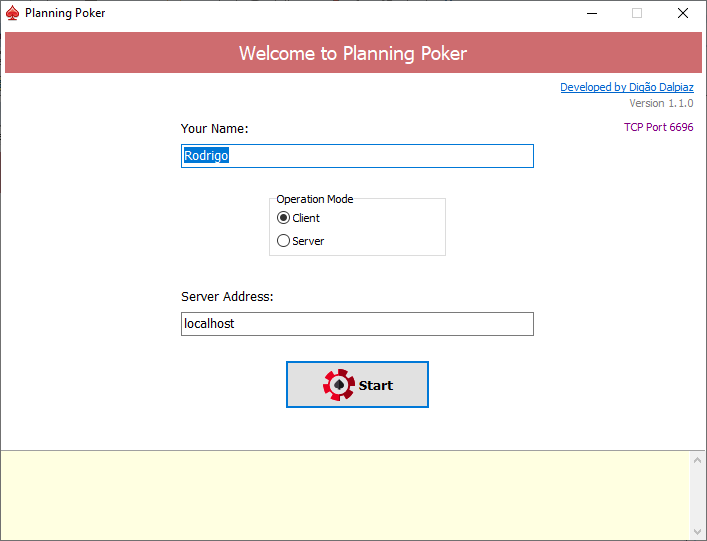 Planning Poker
Welcome to Planning Poker
Developed by Digão Dalpiaz
Version 1.1.0
TCP Port 6696
Your Name:
Rodrigo
Operation Mode
Client
Server
Server Address:
localhost
Start